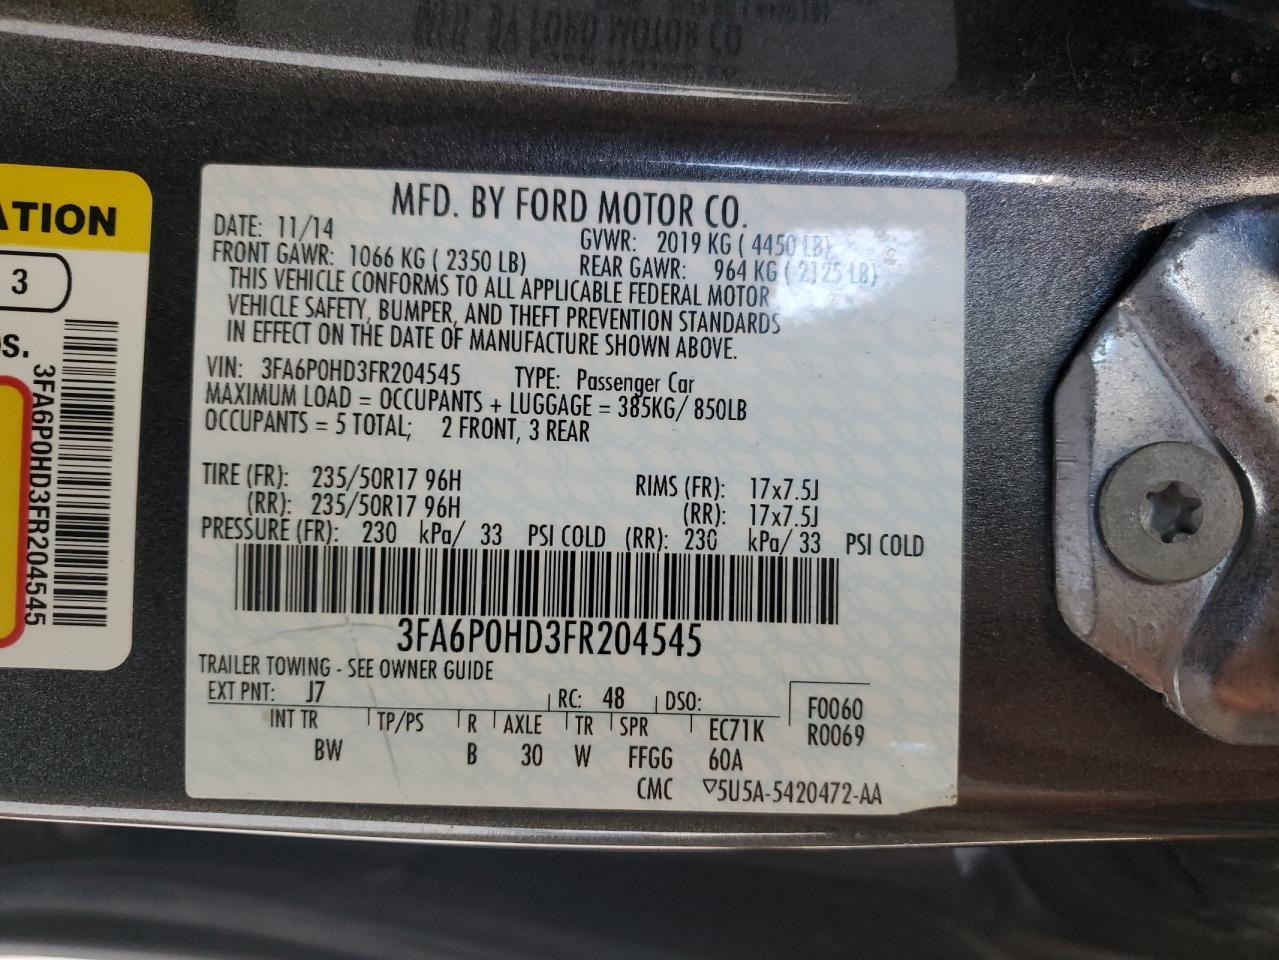 MFD. BY FORD MOTOR CO.
DATE: 11/14
GVWR: 2019 KG ( 4450 LB)
FRONT GAWR: 1066 KG ( 2350 LB)
REAR GAWR: 964 KG ( 2125 LB)
THIS VEHICLE CONFORMS TO ALL APPLICABLE FEDERAL MOTOR
VEHICLE SAFETY, BUMPER, AND THEFT PREVENTION STANDARDS
IN EFFECT ON THE DATE OF MANUFACTURE SHOWN ABOVE.
VIN: 3FA6P0HD3FR204545 TYPE: Passenger Car
MAXIMUM LOAD = OCCUPANTS + LUGGAGE = 385KG/ 850LB
OCCUPANTS = 5 TOTAL; 2 FRONT, 3 REAR
TIRE (FR): 235/50R17 96H RIMS (FR): 17x7.5J
(RR): 235/50R17 96H (RR): 17x7.5J
PRESSURE (FR): 230 kPa/ 33 PSI COLD (RR): 230 kPa/ 33 PSI COLD
3FA6P0HD3FR204545
TRAILER TOWING - SEE OWNER GUIDE
EXT PNT: J7 RC: 48 DSO:
F0060
R0069
INT TR TP/PS R AXLE TR SPR EC71K
BW B 30 W FFGG 60A
CMC ▽5U5A-5420472-AA
ATION
3
OS.
3FA6P0HD3FR204545
MFD. BY FORD MOTOR CO